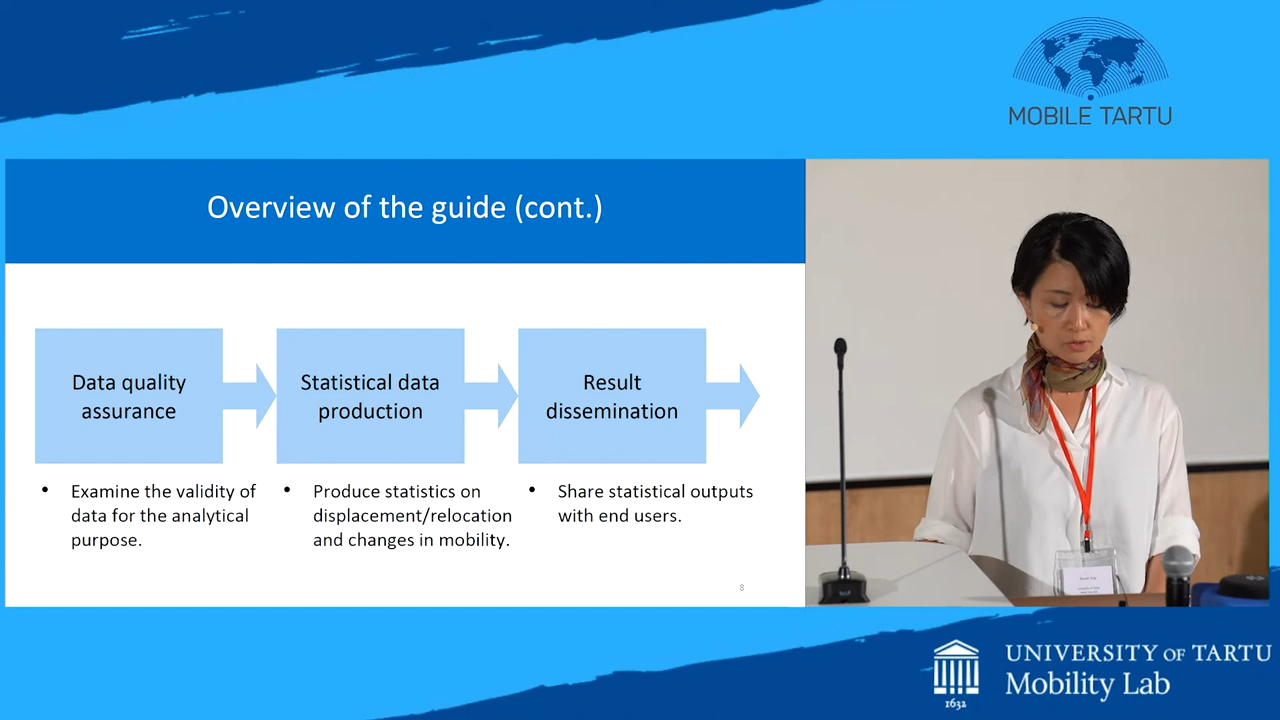 MOBILE TARTU
Overview of the guide (cont.)
Data quality
assurance
Statistical data
production
Result
dissemination
• Examine the validity of
data for the analytical
purpose.
• Produce statistics on
displacement/relocation
and changes in mobility.
• Share statistical outputs
with end users.
8
UNIVERSITY OF TARTU
Mobility Lab
1632